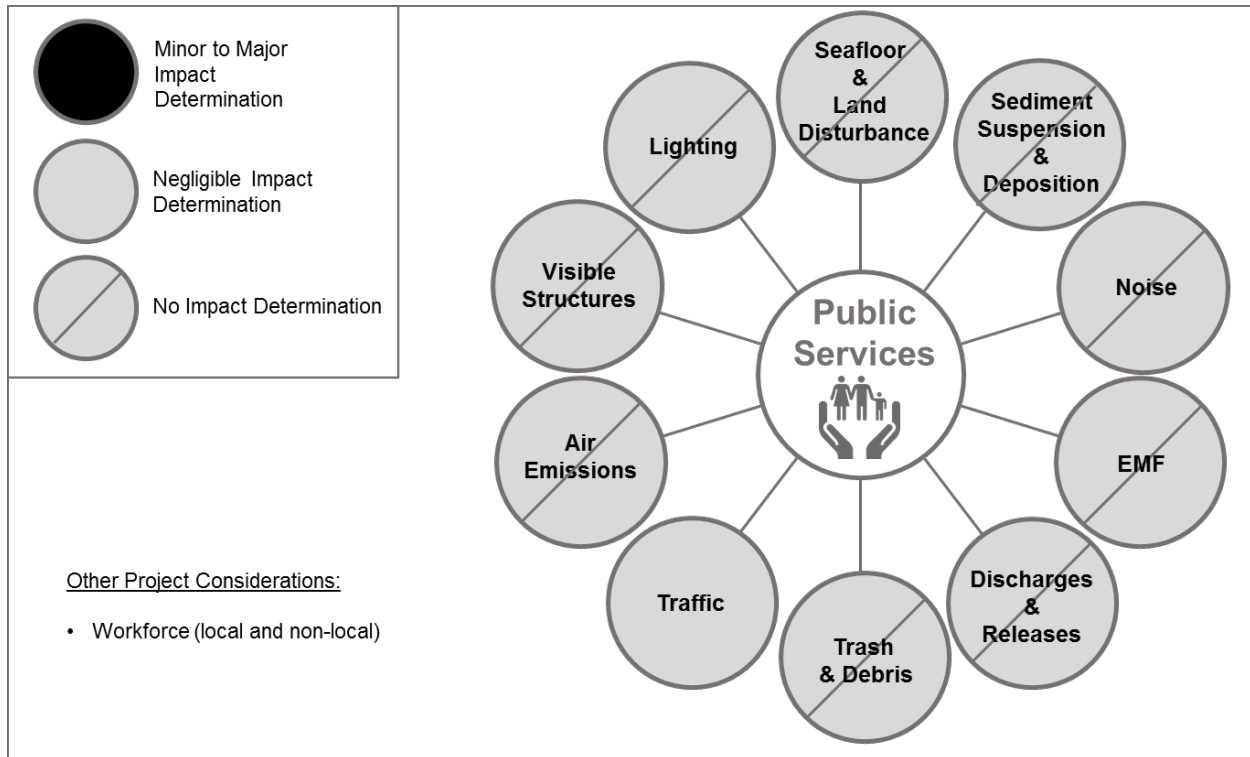 Minor to Major
Impact
Determination
Negligible Impact
Determination
No Impact Determination
Other Project Considerations:
• Workforce (local and non-local)
Public
Services
Seafloor
&
Land
Disturbance
Sediment
Suspension
&
Deposition
Noise
EMF
Discharges
&
Releases
Trash
& Debris
Traffic
Air
Emissions
Visible
Structures
Lighting